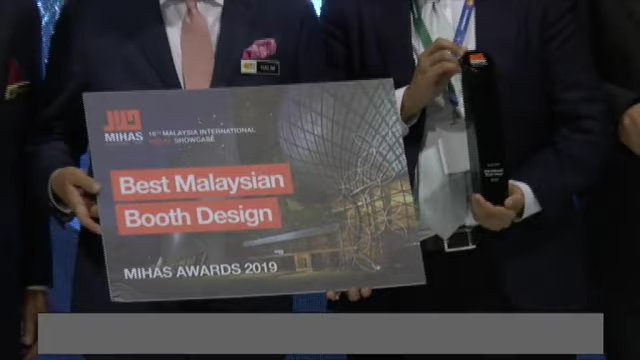 MIHAS
16TH MALAYSIA INTERNATIONAL
HALAL SHOWCASE
Best Malaysian
Booth Design
MIHAS AWARDS 2019